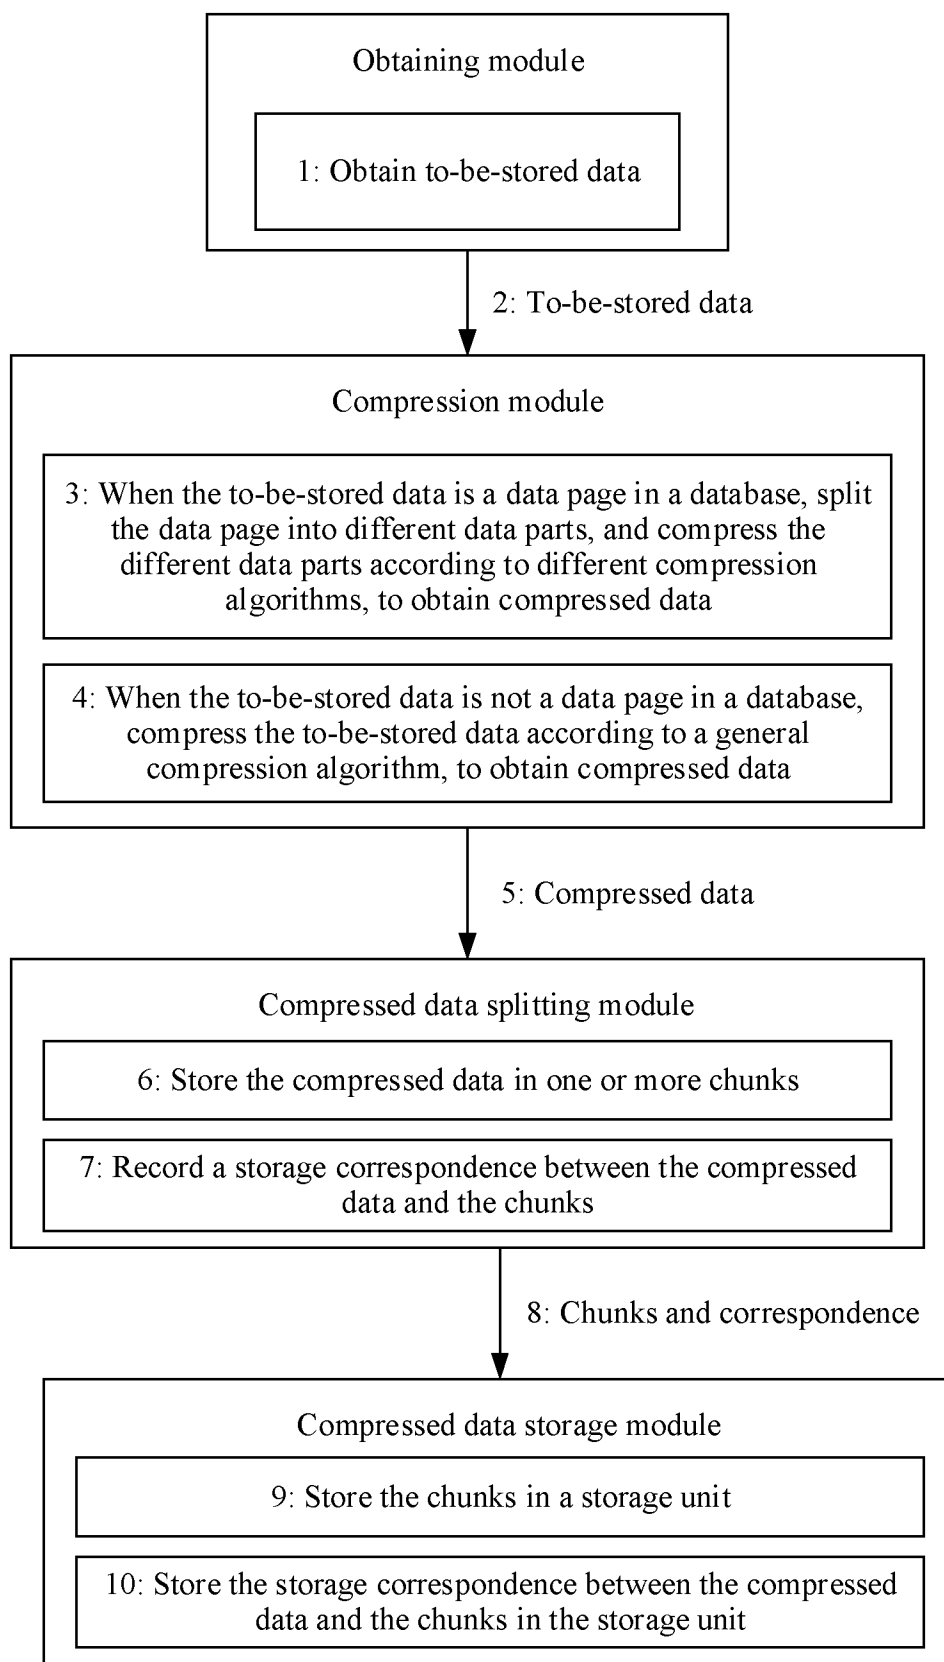 Obtaining module
1: Obtain to-be-stored data
2: To-be-stored data
Compression module
3: When the to-be-stored data is a data page in a database, split
the data page into different data parts, and compress the
different data parts according to different compression
algorithms, to obtain compressed data
4: When the to-be-stored data is not a data page in a database,
compress the to-be-stored data according to a general
compression algorithm, to obtain compressed data
5: Compressed data
Compressed data splitting module
6: Store the compressed data in one or more chunks
7: Record a storage correspondence between the compressed
data and the chunks
8: Chunks and correspondence
Compressed data storage module
9: Store the chunks in a storage unit
10: Store the storage correspondence between the compressed
data and the chunks in the storage unit